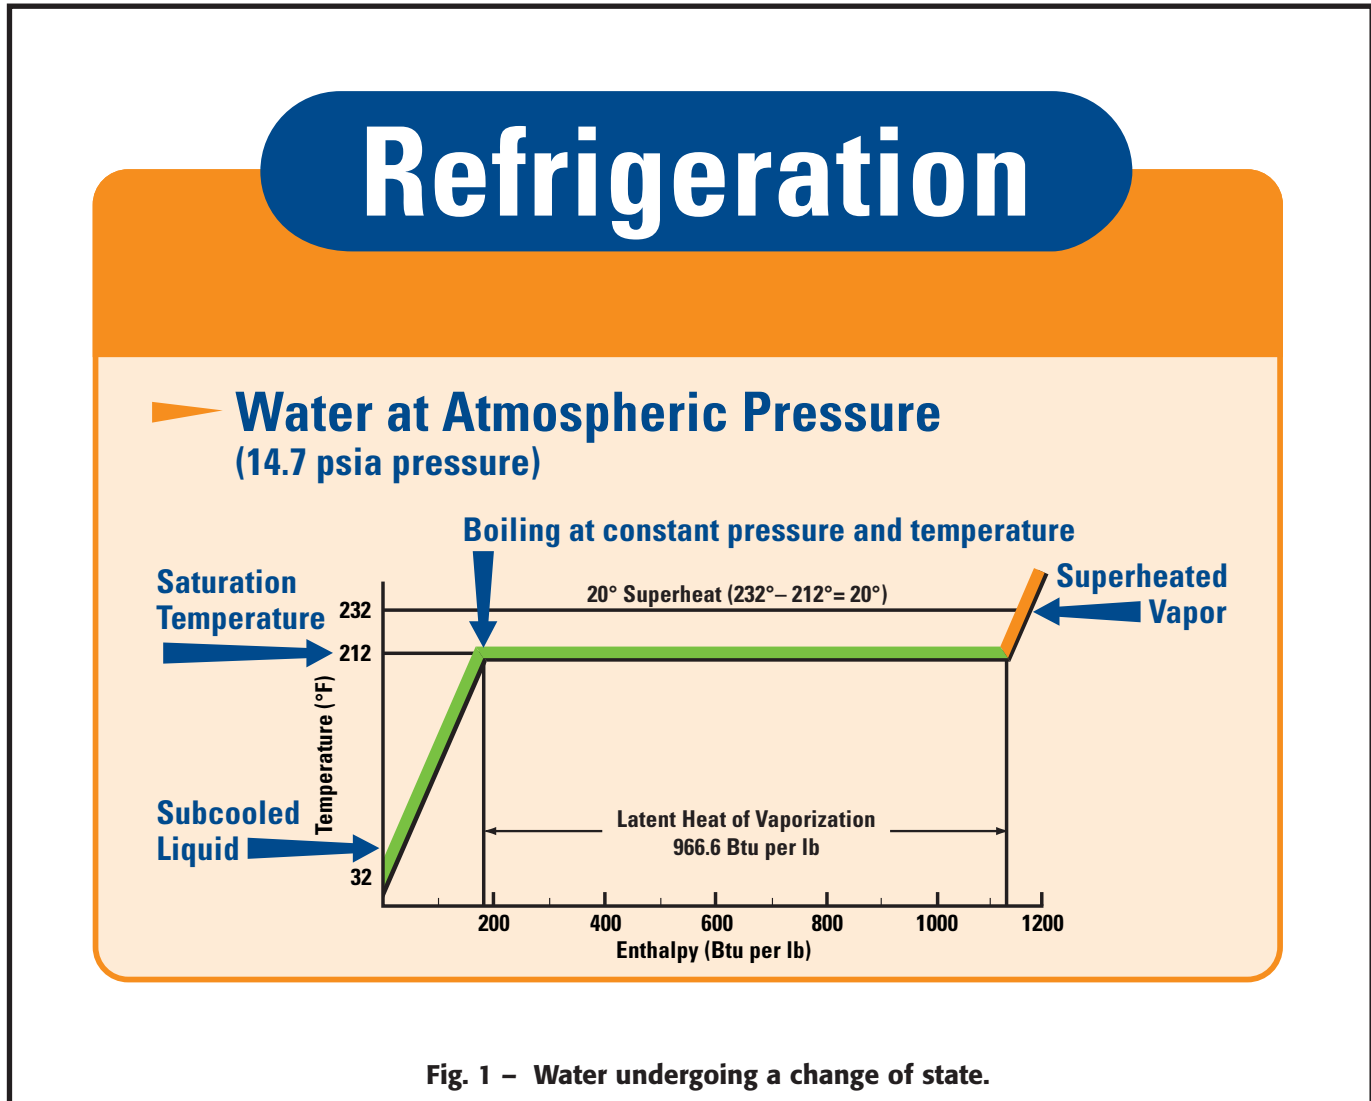 Refrigeration
Water at Atmospheric Pressure
(14.7 psia pressure)
Boiling at constant pressure and temperature
Saturation
Temperature
20° Superheat (232°– 212°= 20°)
Superheated
Vapor
232
212
Temperature (°F)
Subcooled
Liquid
Latent Heat of Vaporization
966.6 Btu per lb
32
200 400 600 800 1000 1200
Enthalpy (Btu per lb)
Fig. 1 – Water undergoing a change of state.